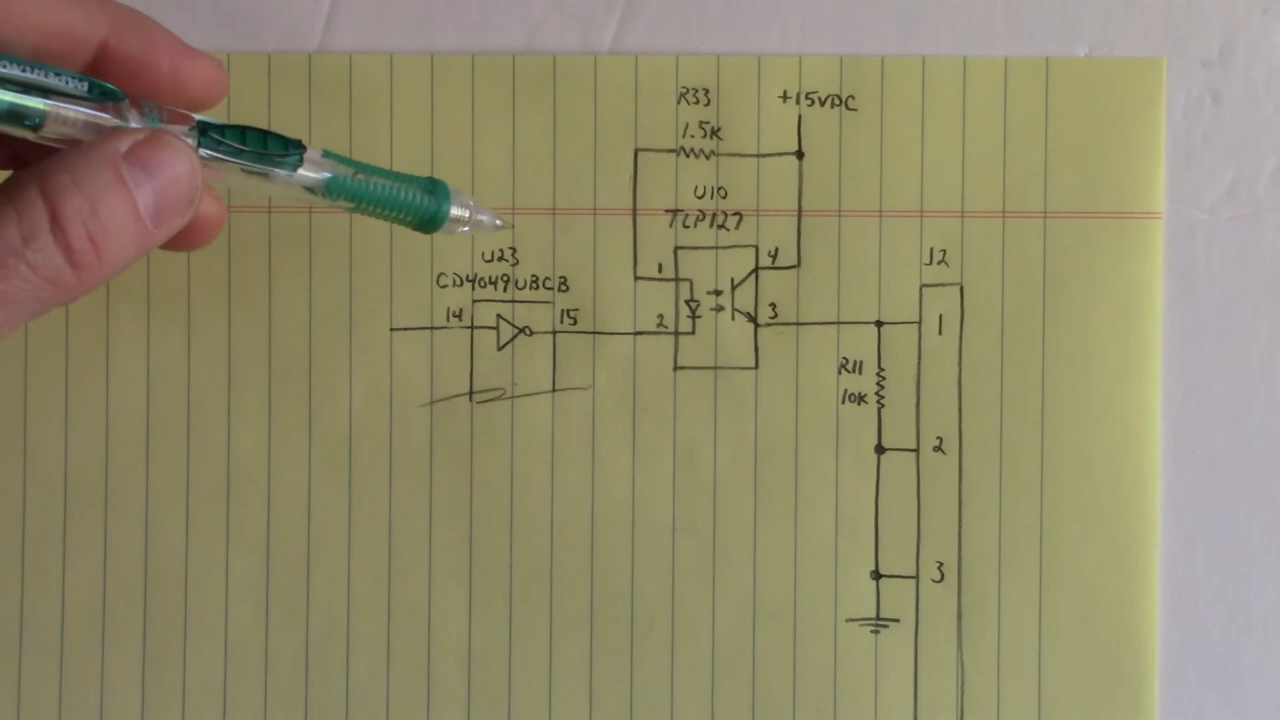 R33
+15VDC
1.5K
U10
TLP127
U23
CD4049UBCB
14
15
1
2
4
3
J2
1
R11
10K
2
3